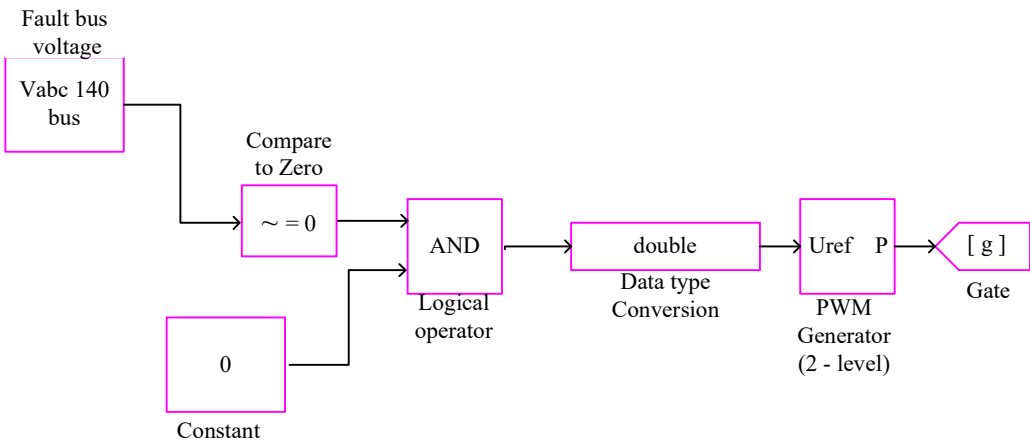 Fault bus
voltage
Vabc 140
bus
Compare
to Zero
~ = 0
AND
Logical
operator
0
Constant
double
Data type
Conversion
Uref P
PWM
Generator
(2 - level)
[ g ]
Gate